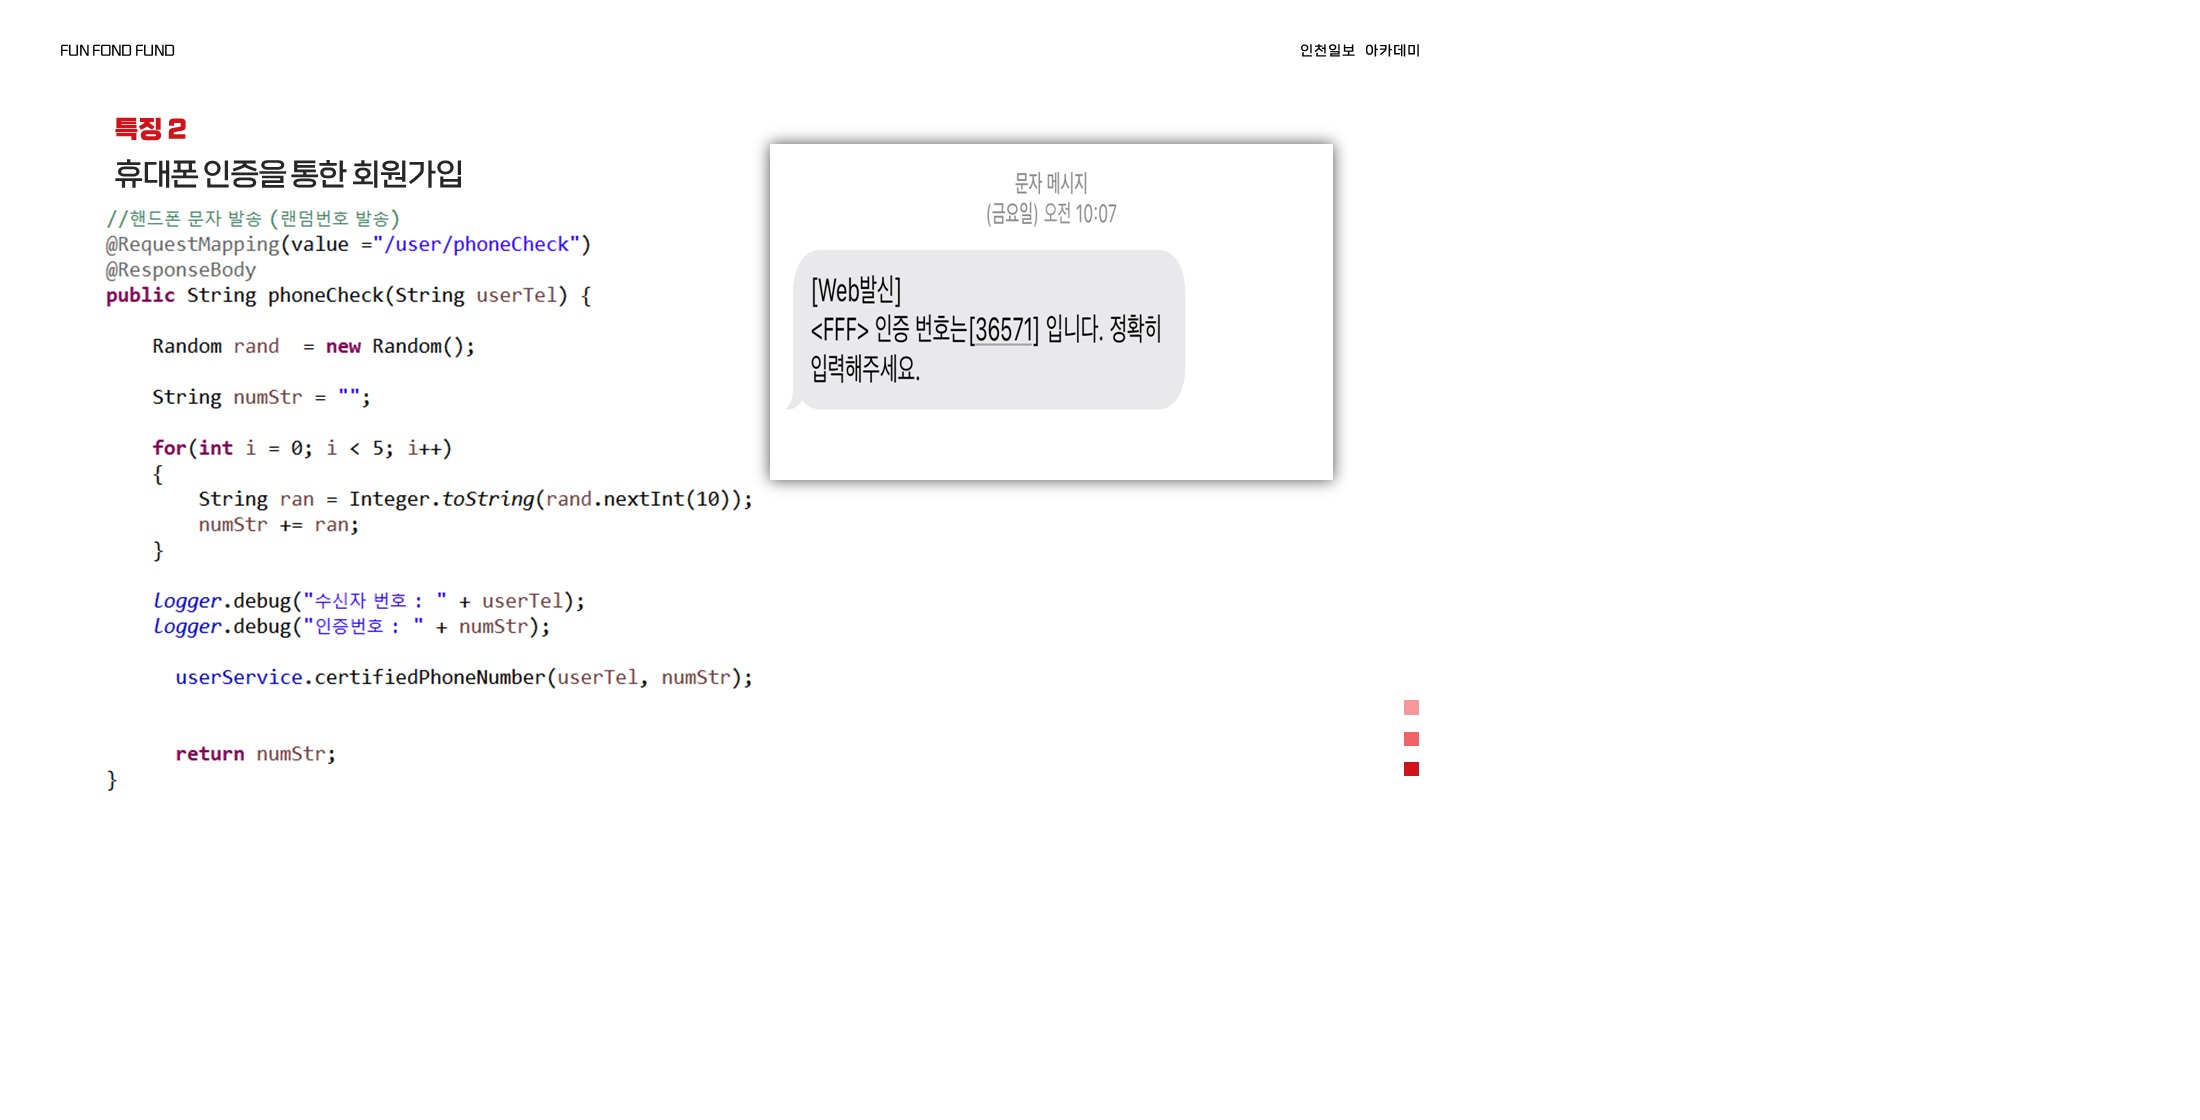 FUN FOND FUND
인천일보 아카데미
특징 2
휴대폰 인증을 통한 회원가입
//핸드폰 문자 발송 (랜덤번호 발송)
@RequestMapping(value ="/user/phoneCheck")
@ResponseBody
public String phoneCheck(String userTel) {
Random rand  = new Random();
String numStr = "";
for(int i = 0; i < 5; i++)
{
String ran = Integer.toString(rand.nextInt(10));
numStr += ran;
}
logger.debug("수신자 번호 : " + userTel);
logger.debug("인증번호 : " + numStr);
userService.certifiedPhoneNumber(userTel, numStr);
return numStr;
}
문자 메시지
(금요일) 오전 10:07
[Web발신]
<FFF> 인증 번호는[36571] 입니다. 정확히
입력해주세요.